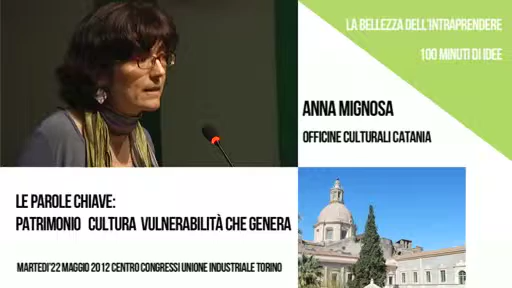 LA BELLEZZA DELL'INTRAPRENDERE
100 MINUTI DI IDEE
ANNA MIGNOSA
OFFICINE CULTURALI CATANIA
LE PAROLE CHIAVE:
PATRIMONIO CULTURA VULNERABILITÀ CHE GENERA
MARTEDI'22 MAGGIO 2012 CENTRO CONGRESSI UNIONE INDUSTRIALE TORINO